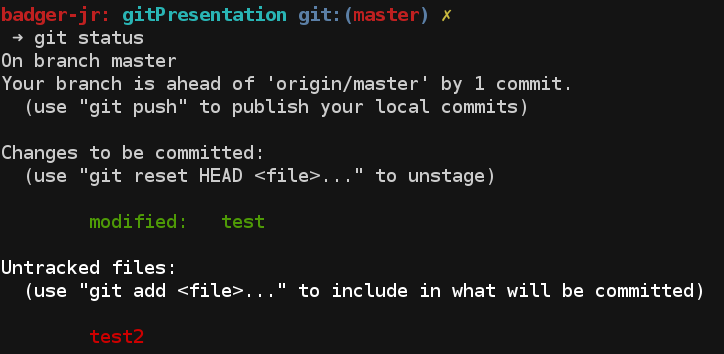 badger-jr: gitPresentation git:(master) ✗
➜ git status
On branch master
Your branch is ahead of 'origin/master' by 1 commit.
(use "git push" to publish your local commits)
Changes to be committed:
(use "git reset HEAD <file>..." to unstage)
modified: test
Untracked files:
(use "git add <file>..." to include in what will be committed)
test2